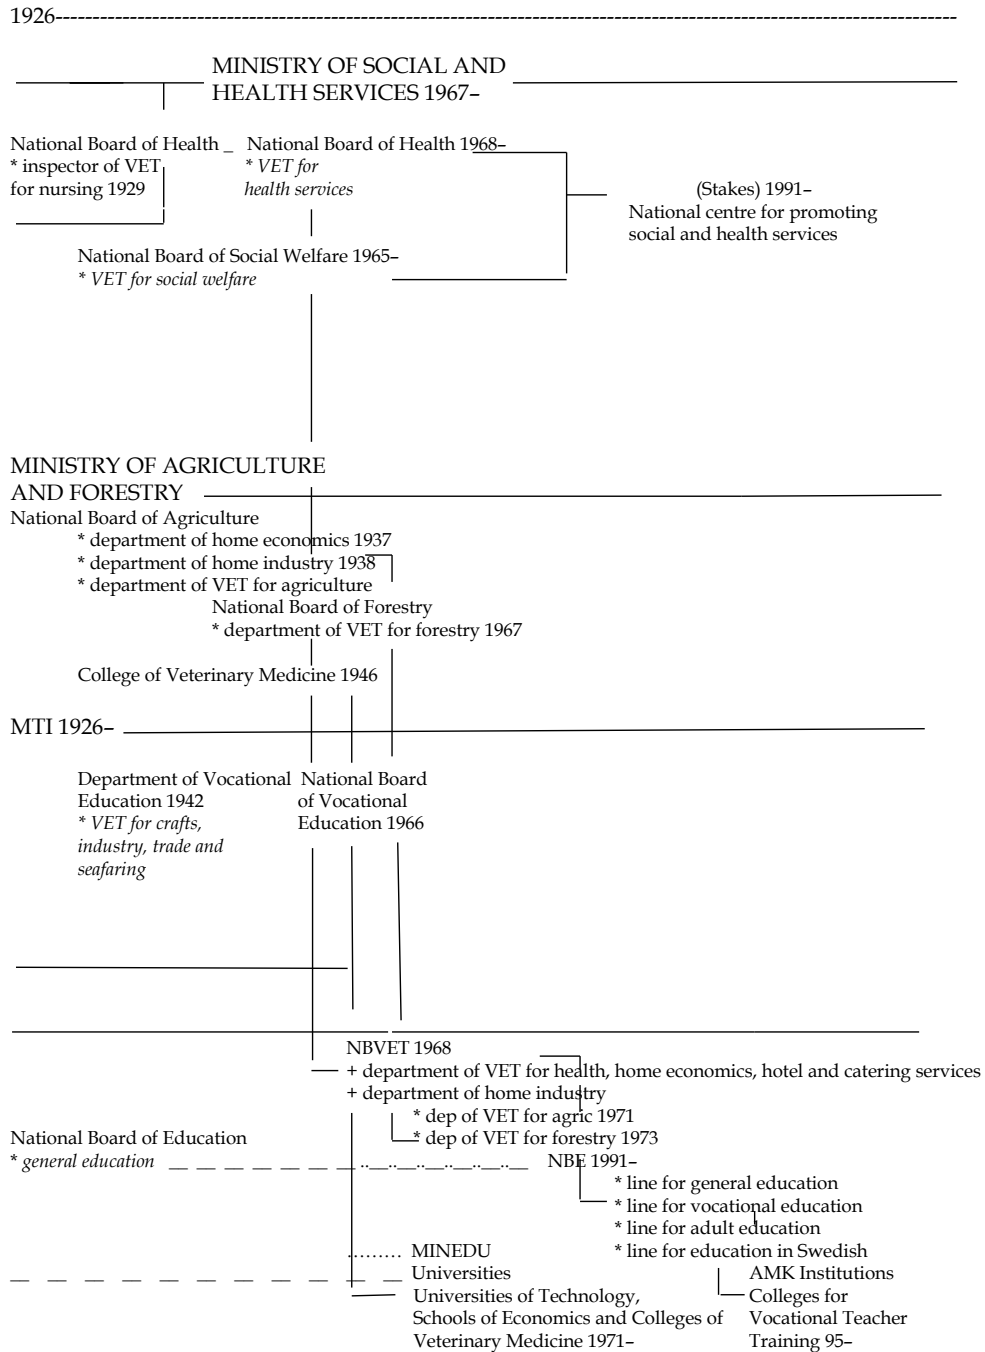 1926-
MINISTRY OF SOCIAL AND
HEALTH SERVICES 1967–
National Board of Health _ National Board of Health 1968–
* inspector of VET * VET for
for nursing 1929 health services
(Stakes) 1991–
National centre for promoting
social and health services
National Board of Social Welfare 1965–
* VET for social welfare
MINISTRY OF AGRICULTURE
AND FORESTRY
National Board of Agriculture
* department of home economics 1937
* department of home industry 1938
* department of VET for agriculture
National Board of Forestry
* department of VET for forestry 1967
College of Veterinary Medicine 1946
MTI 1926–
Department of Vocational National Board
Education 1942 of Vocational
* VET for crafts, Education 1966
industry, trade and
seafaring
NBVET 1968
+ department of VET for health, home economics, hotel and catering services
+ department of home industry
* dep of VET for agric 1971
National Board of Education * dep of VET for forestry 1973
* general education NBE 1991–
* line for general education
* line for vocational education
* line for adult education
......... MINEDU * line for education in Swedish
Universities AMK Institutions
Universities of Technology, Colleges for
Schools of Economics and Colleges of Vocational Teacher
Veterinary Medicine 1971– Training 95–